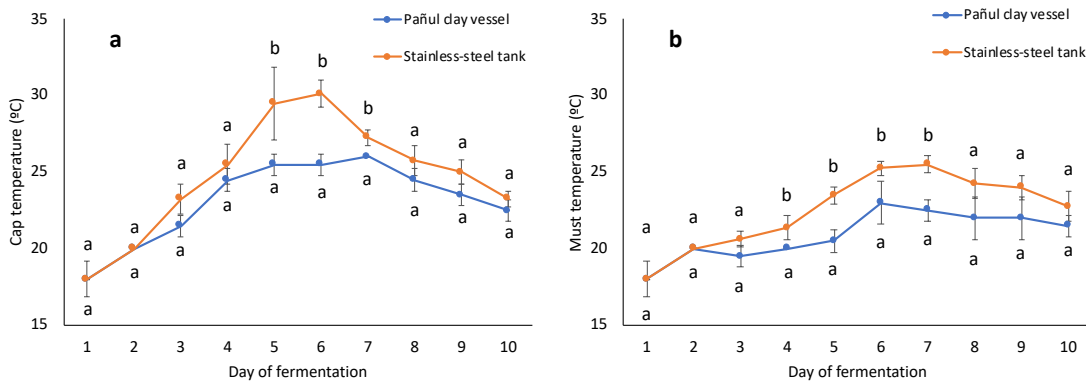 a
Pañul clay vessel
Stainless-steel tank
Cap temperature (ºC)
35
30
25
20
15
a a a a b b b a a a
a a a a a a a a a a
1 2 3 4 5 6 7 8 9 10
Day of fermentation
b
Pañul clay vessel
Stainless-steel tank
Must temperature (ºC)
35
30
25
20
15
a a a b b b b a a a
a a a a a a a a a a
1 2 3 4 5 6 7 8 9 10
Day of fermentation